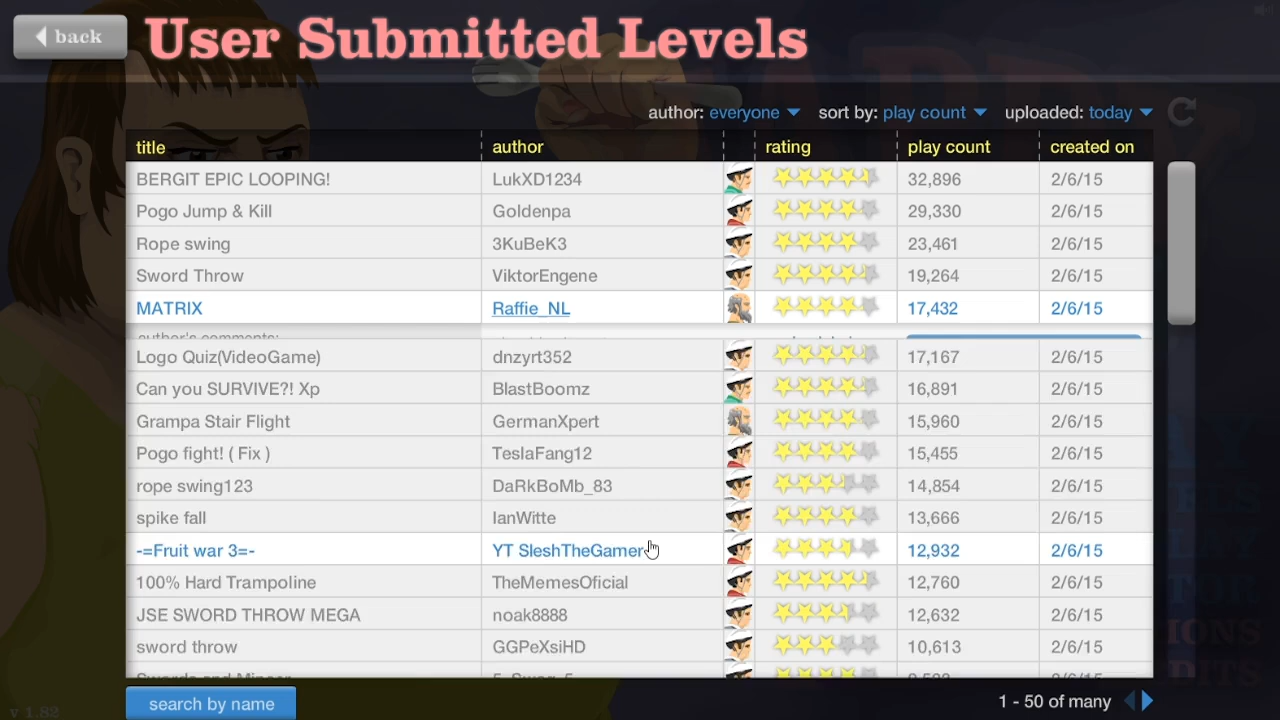 back
User Submitted Levels
author: everyone sort by: play count uploaded: today
title author rating play count created on
BERGIT EPIC LOOPING! LukXD1234 32,896 2/6/15
Pogo Jump & Kill Goldenpa 29,330 2/6/15
Rope swing 3KuBeK3 23,461 2/6/15
Sword Throw ViktorEngene 19,264 2/6/15
MATRIX Raffie_NL 17,432 2/6/15
author's comments:
Logo Quiz(VideoGame) dnzyrt352 17,167 2/6/15
Can you SURVIVE?! Xp BlastBoomz 16,891 2/6/15
Grampa Stair Flight GermanXpert 15,960 2/6/15
Pogo fight! ( Fix ) TeslaFang12 15,455 2/6/15
rope swing123 DaRkBoMb_83 14,854 2/6/15
spike fall IanWitte 13,666 2/6/15
-=Fruit war 3=- YT SleshTheGamer 12,932 2/6/15
100% Hard Trampoline TheMemesOficial 12,760 2/6/15
JSE SWORD THROW MEGA noak8888 12,632 2/6/15
sword throw GGPeXsiHD 10,613 2/6/15
search by name 1 - 50 of many
v 1.82